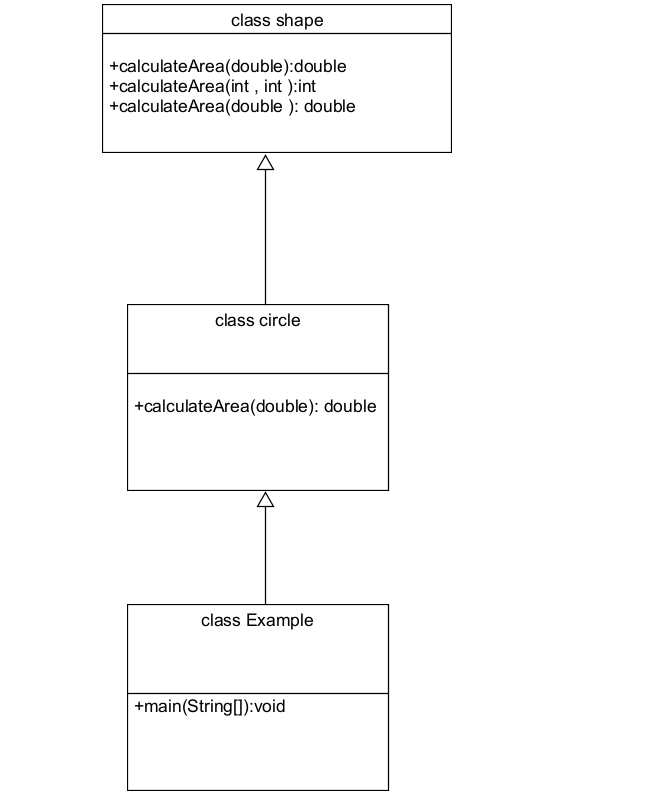 class shape
+calculateArea(double):double
+calculateArea(int , int ):int
+calculateArea(double ): double
class circle
+calculateArea(double): double
class Example
+main(String[]):void